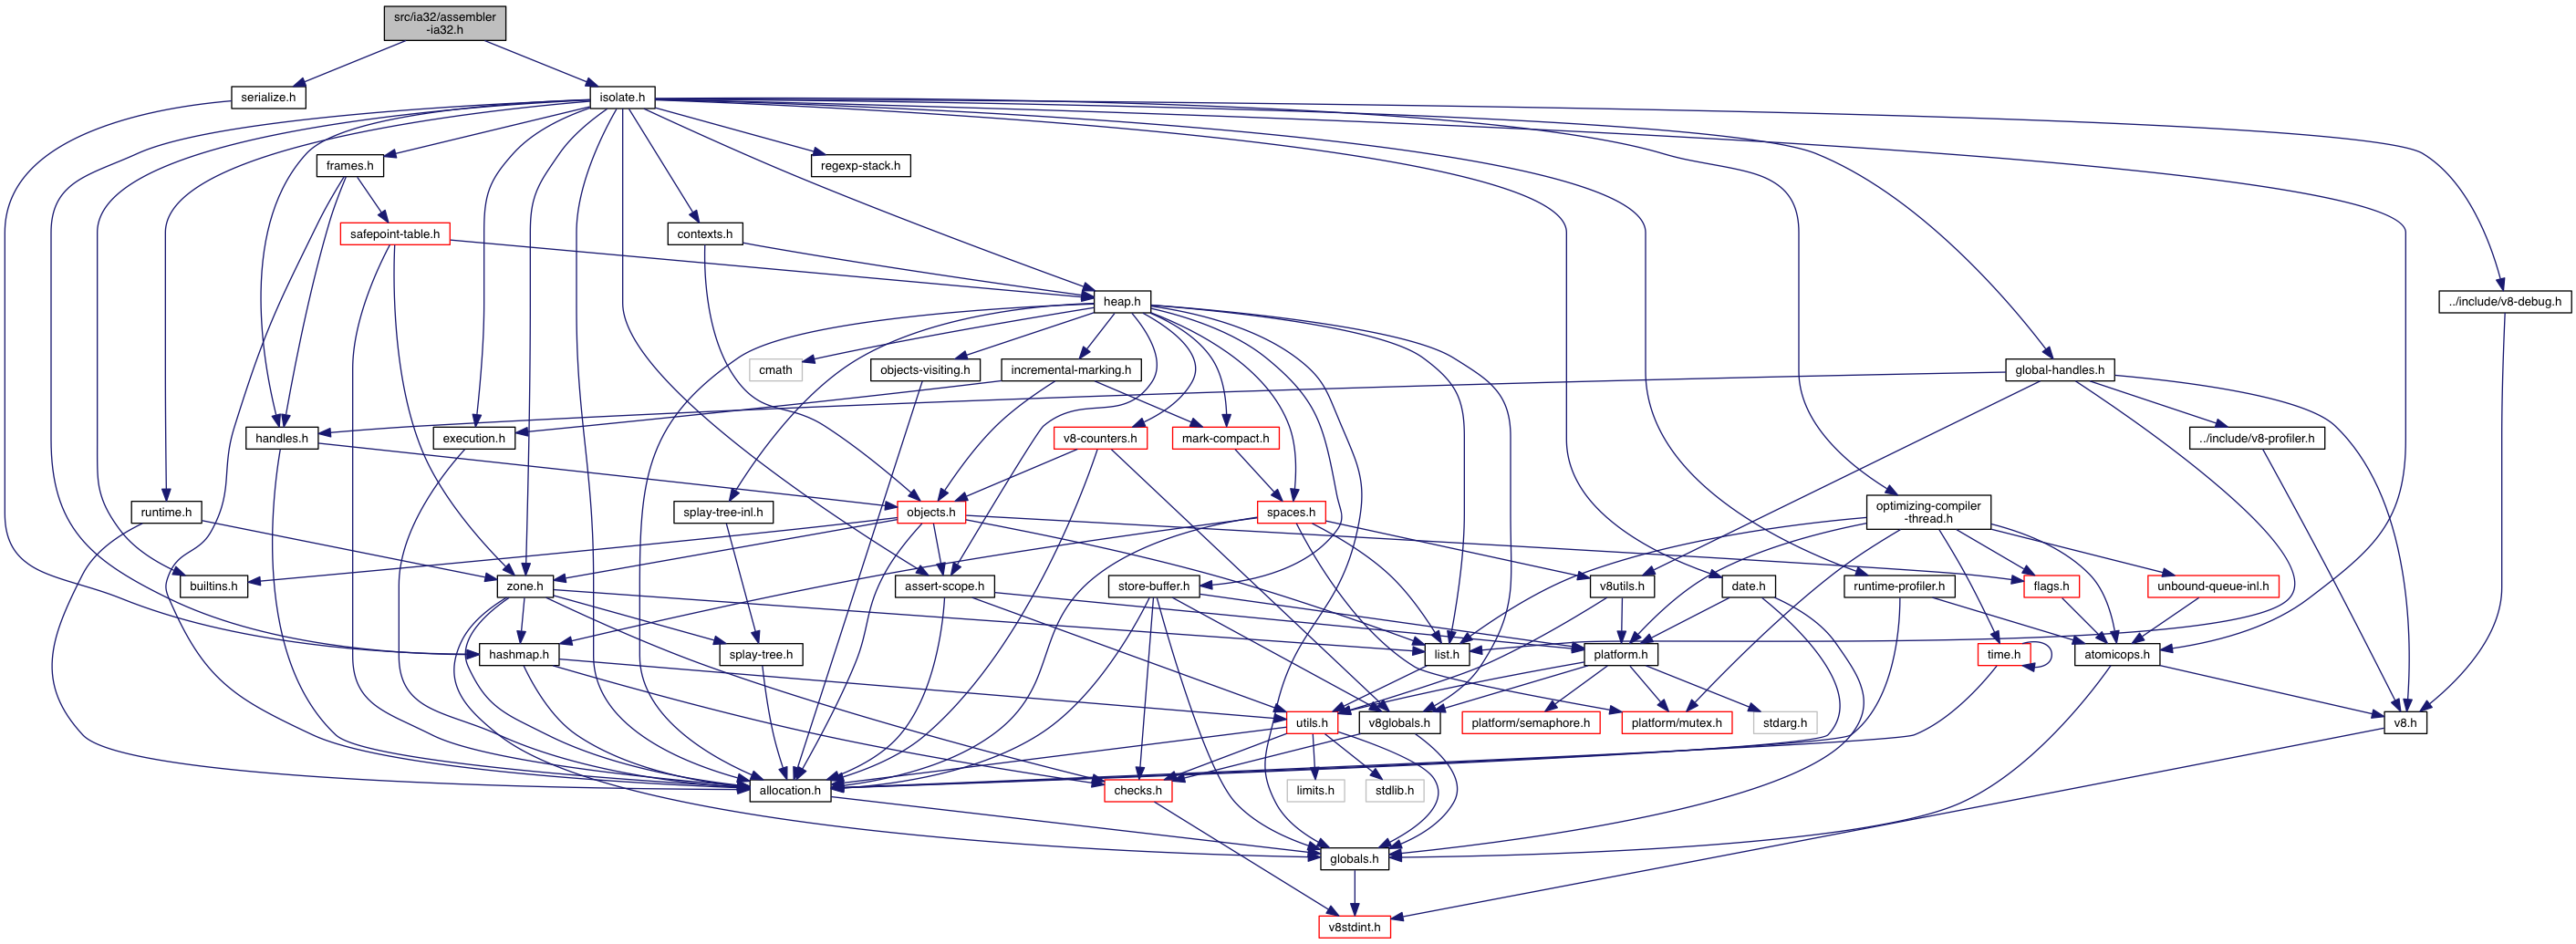 src/ia32/assembler
-ia32.h
serialize.h
isolate.h
frames.h
regexp-stack.h
safepoint-table.h
contexts.h
heap.h
../include/v8-debug.h
cmath
objects-visiting.h
incremental-marking.h
global-handles.h
handles.h
execution.h
v8-counters.h
mark-compact.h
../include/v8-profiler.h
runtime.h
splay-tree-inl.h
objects.h
spaces.h
optimizing-compiler
-thread.h
builtins.h
zone.h
assert-scope.h
store-buffer.h
v8utils.h
date.h
runtime-profiler.h
flags.h
unbound-queue-inl.h
hashmap.h
splay-tree.h
list.h
platform.h
time.h
atomicops.h
utils.h
v8globals.h
platform/semaphore.h
platform/mutex.h
stdarg.h
v8.h
allocation.h
checks.h
limits.h
stdlib.h
globals.h
v8stdint.h